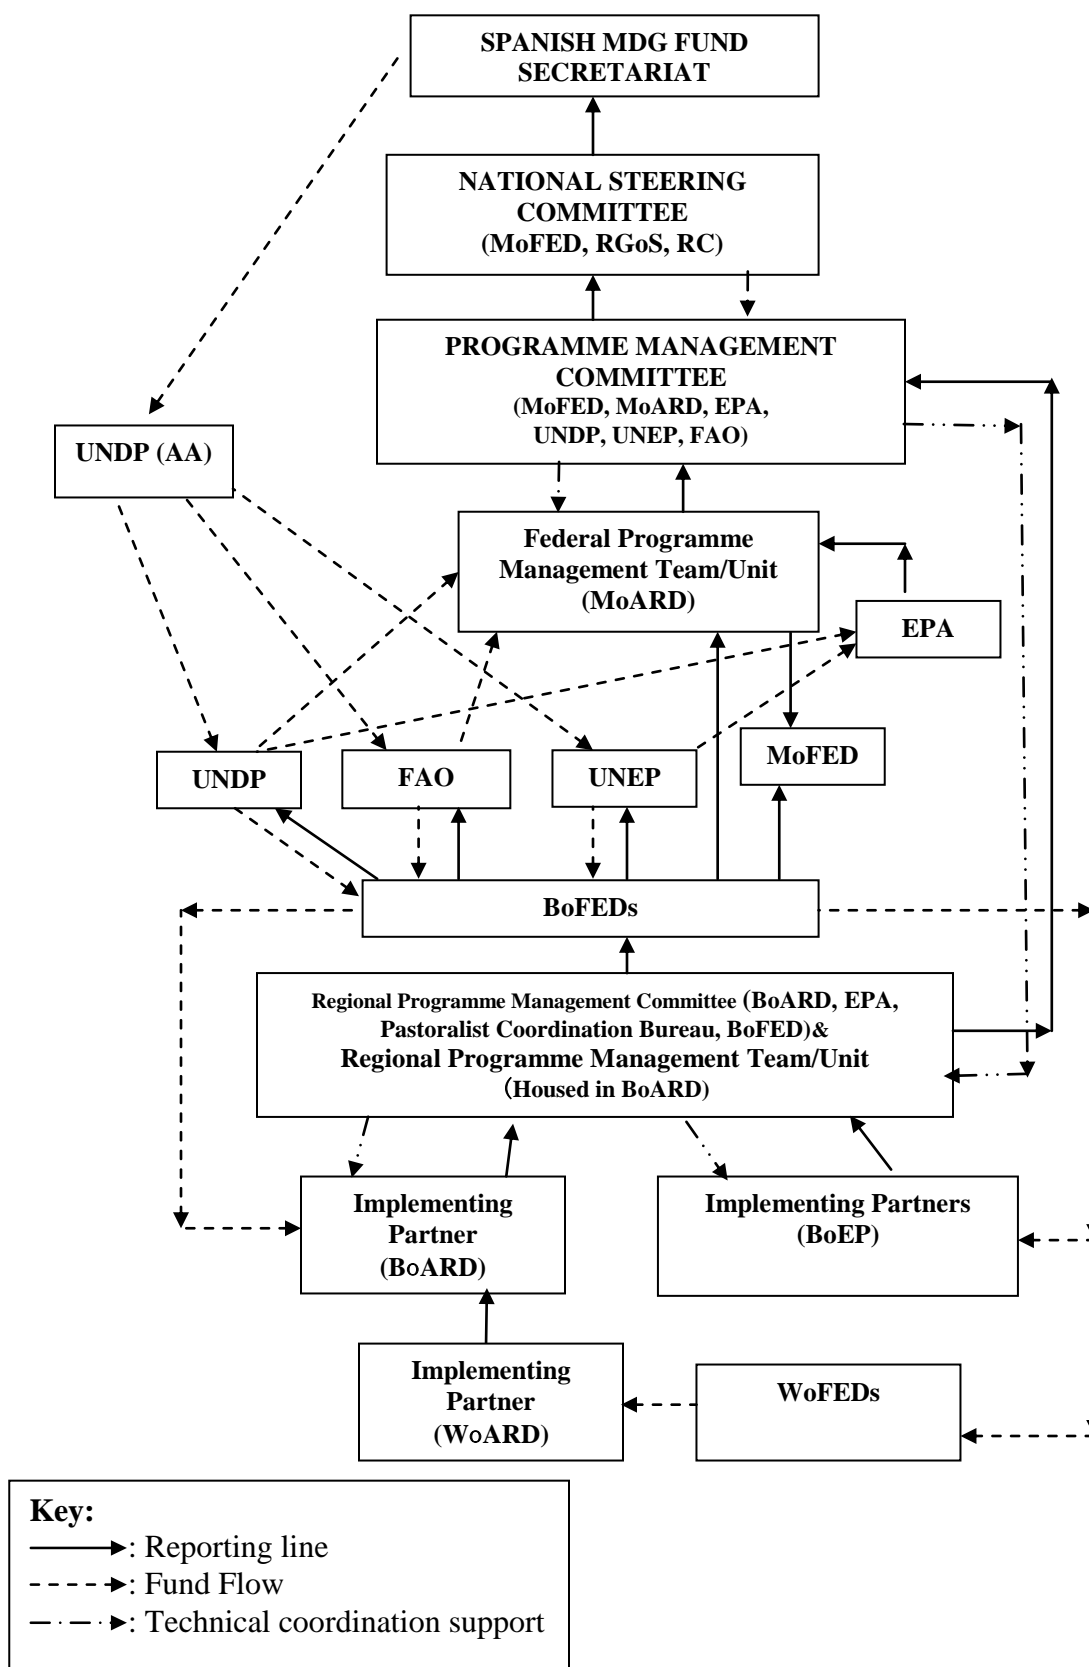 SPANISH MDG FUND
SECRETARIAT
NATIONAL STEERING
COMMITTEE
(MoFED, RGoS, RC)
PROGRAMME MANAGEMENT
COMMITTEE
(MoFED, MoARD, EPA,
UNDP, UNEP, FAO)
UNDP (AA)
Federal Programme
Management Team/Unit
(MoARD)
EPA
UNDP
FAO
UNEP
MoFED
BoFEDs
Regional Programme Management Committee (BoARD, EPA,
Pastoralist Coordination Bureau, BoFED)&
Regional Programme Management Team/Unit
(Housed in BoARD)
Implementing
Partner
(BoARD)
Implementing Partners
(BoEP)
Implementing
Partner
(WoARD)
WoFEDs
Key:
: Reporting line
: Fund Flow
: Technical coordination support